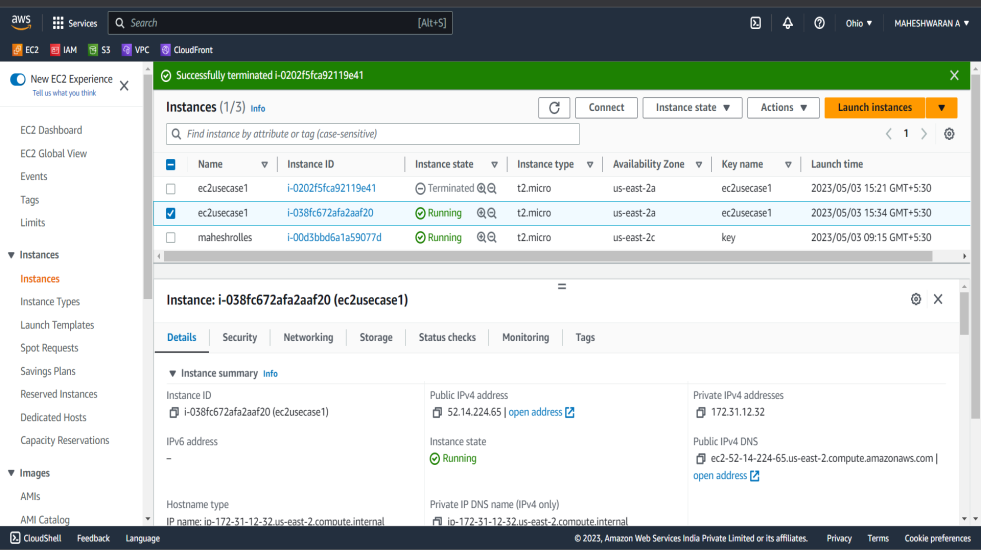 aws Services Search [Alt+S] Ohio ▼ MAHESHWARAN A ▼
EC2 IAM S3 VPC CloudFront
New EC2 Experience
Tell us what you think
EC2 Dashboard
EC2 Global View
Events
Tags
Limits
▼ Instances
Instances
Instance Types
Launch Templates
Spot Requests
Savings Plans
Reserved Instances
Dedicated Hosts
Capacity Reservations
▼ Images
AMIs
AMI Catalog
Successfully terminated i-0202f5fca92119e41
Instances (1/3) Info
Connect Instance state ▼ Actions ▼ Launch instances ▼
Find instance by attribute or tag (case-sensitive)
1
Name Instance ID Instance state Instance type Availability Zone Key name Launch time
ec2usecase1 i-0202f5fca92119e41 Terminated t2.micro us-east-2a ec2usecase1 2023/05/03 15:21 GMT+5:30
ec2usecase1 i-038fc672afa2aaf20 Running t2.micro us-east-2a ec2usecase1 2023/05/03 15:34 GMT+5:30
maheshrolles i-00d3bbd6a1a59077d Running t2.micro us-east-2c key 2023/05/03 09:15 GMT+5:30
Instance: i-038fc672afa2aaf20 (ec2usecase1)
Details Security Networking Storage Status checks Monitoring Tags
▼ Instance summary Info
Instance ID
i-038fc672afa2aaf20 (ec2usecase1)
Public IPv4 address
52.14.224.65 | open address
Private IPv4 addresses
172.31.12.32
IPv6 address
–
Instance state
Running
Public IPv4 DNS
ec2-52-14-224-65.us-east-2.compute.amazonaws.com |
open address
Hostname type
IP name: ip-172-31-12-32.us-east-2.compute.internal
Private IP DNS name (IPv4 only)
ip-172-31-12-32.us-east-2.compute.internal
CloudShell Feedback Language © 2023, Amazon Web Services India Private Limited or its affiliates. Privacy Terms Cookie preferences